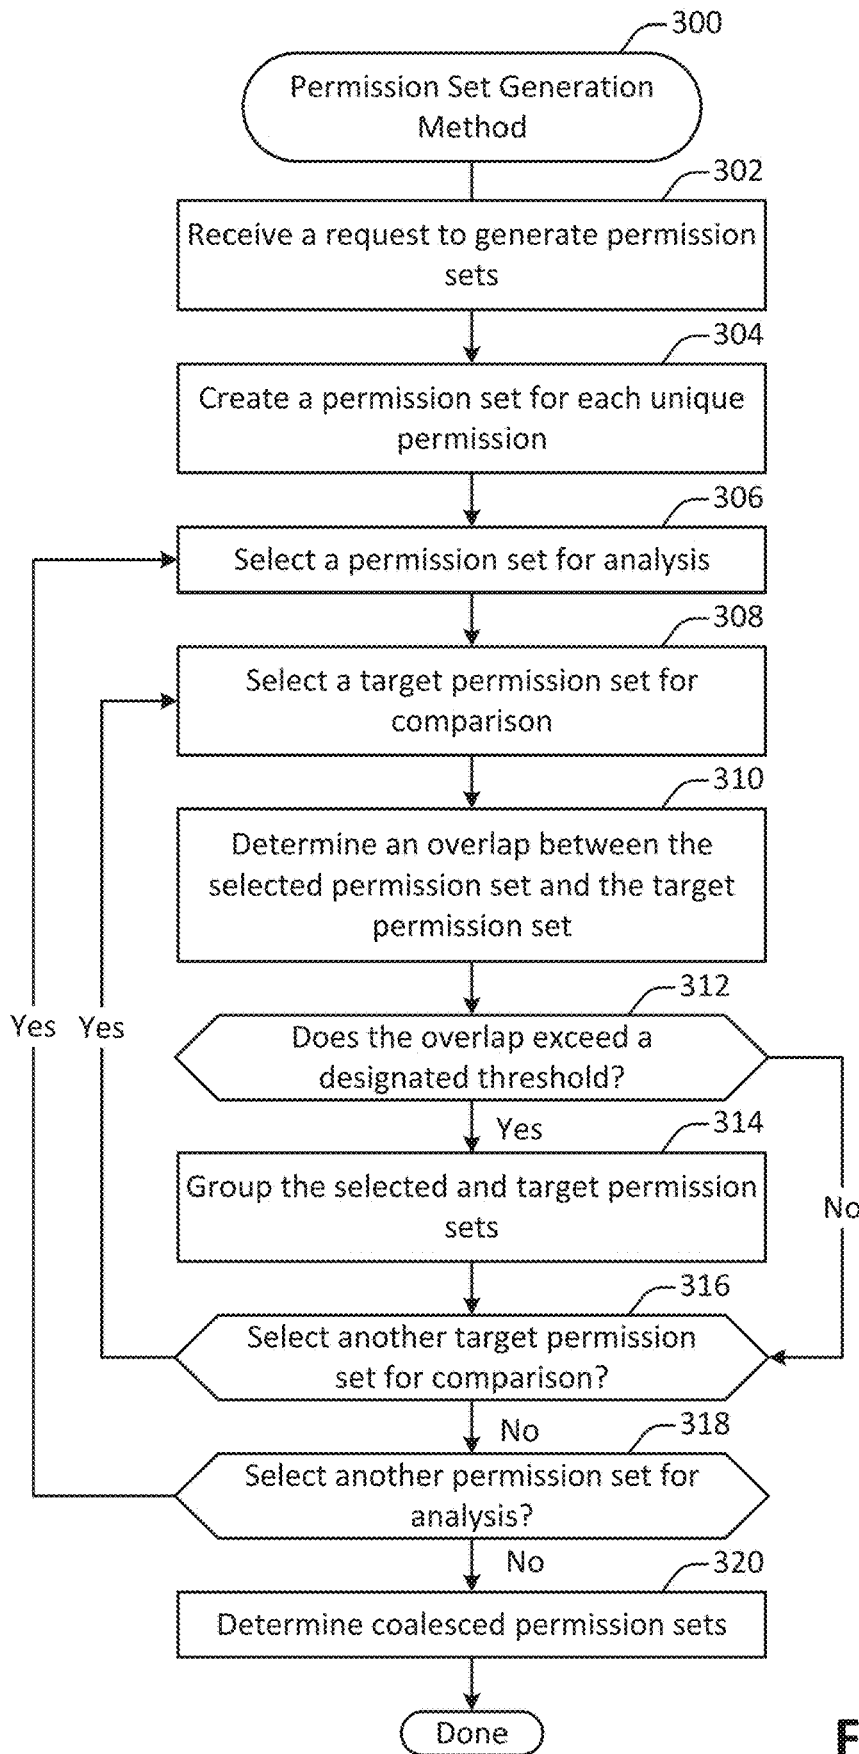 300
Permission Set Generation
Method
302
Receive a request to generate permission
sets
304
Create a permission set for each unique
permission
306
Select a permission set for analysis
308
Select a target permission set for
comparison
310
Determine an overlap between the
selected permission set and the target
permission set
312
Does the overlap exceed a
designated threshold?
Yes
Yes
Yes
314
Group the selected and target permission
sets
No
316
Select another target permission
set for comparison?
No
318
Select another permission set for
analysis?
No
320
Determine coalesced permission sets
Done
F